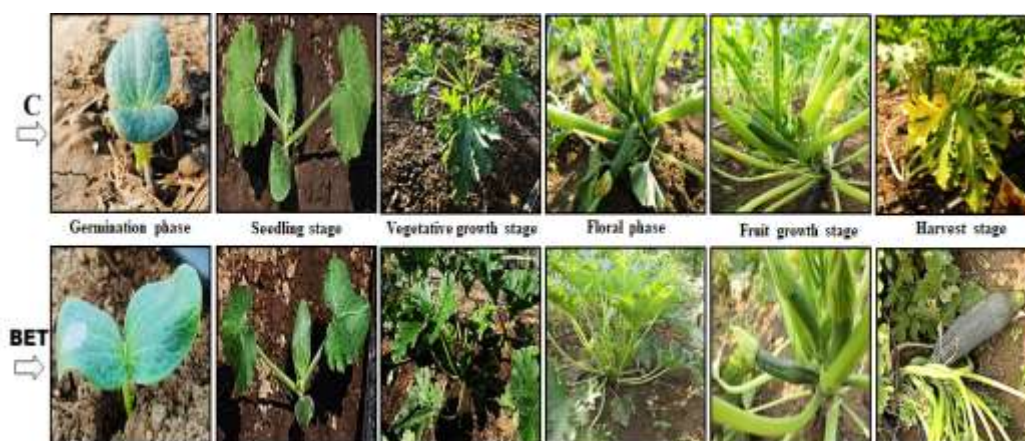 C
Germination phase
Seedling stage
Vegetative growth stage
Floral phase
Fruit growth stage
Harvest stage
BET